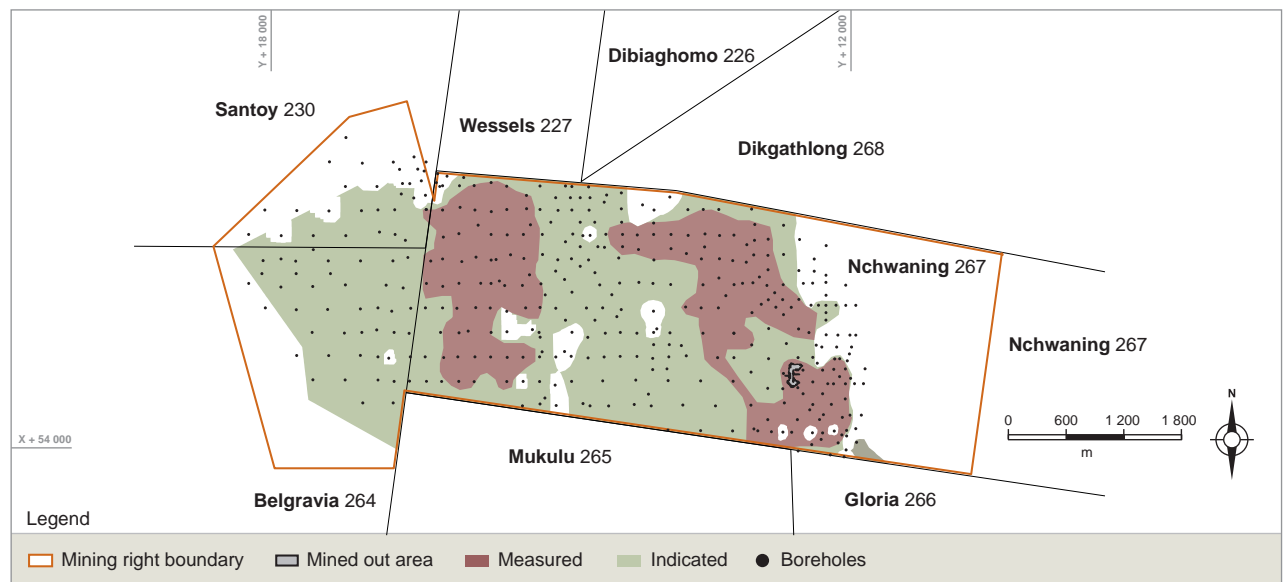 Y + 18 000
Y + 12 000
Dibiaghomo 226
Santoy 230
Wessels 227
Dikgathlong 268
Nchwaning 267
Nchwaning 267
N
0 600 1 200 1 800
m
X + 54 000
Mukulu 265
Belgravia 264
Gloria 266
Legend
Mining right boundary Mined out area Measured Indicated Boreholes